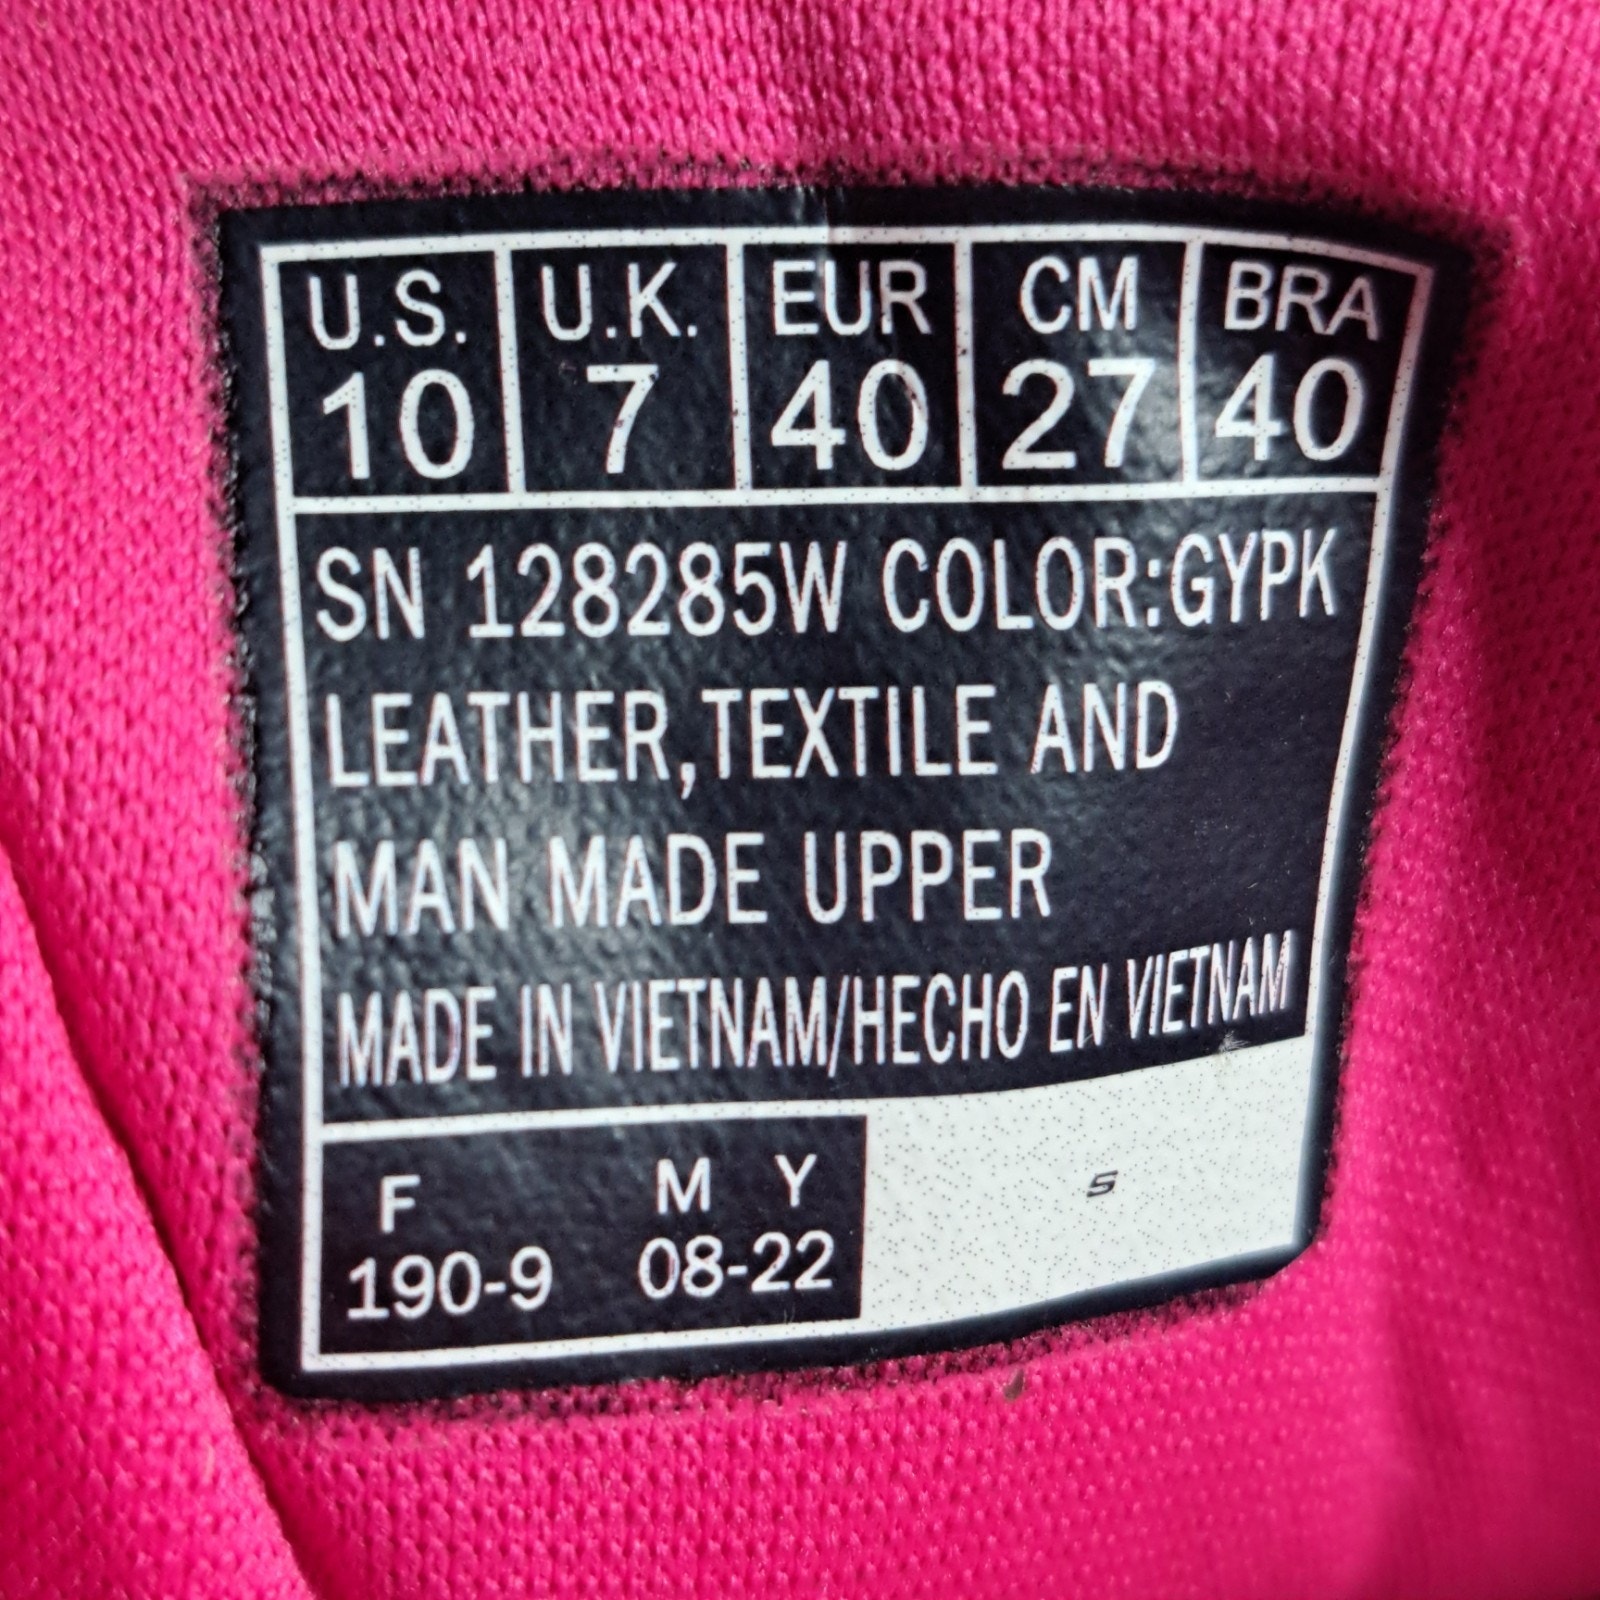 U.S. U.K. EUR CM BRA
10 7 40 27 40
SN 128285W COLOR:GYPK
LEATHER,TEXTILE AND
MAN MADE UPPER
MADE IN VIETNAM/HECHO EN VIETNAM
F M Y
190-9 08-22
S